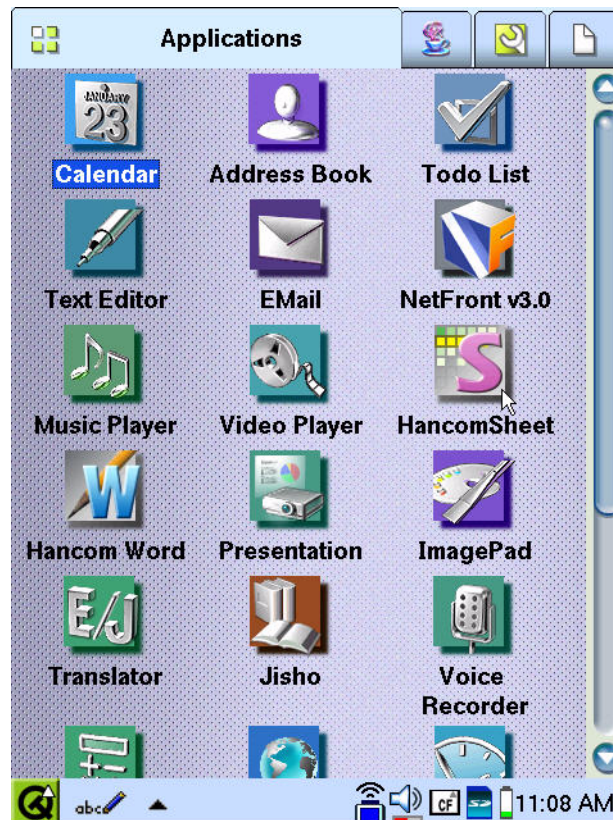 Applications
JANUARY
23
Calendar
Address Book
Todo List
Text Editor
EMail
NetFront v3.0
Music Player
Video Player
HancomSheet
Hancom Word
Presentation
ImagePad
E/J
Translator
Jisho
Voice
Recorder
abc
CF
11:08 AM